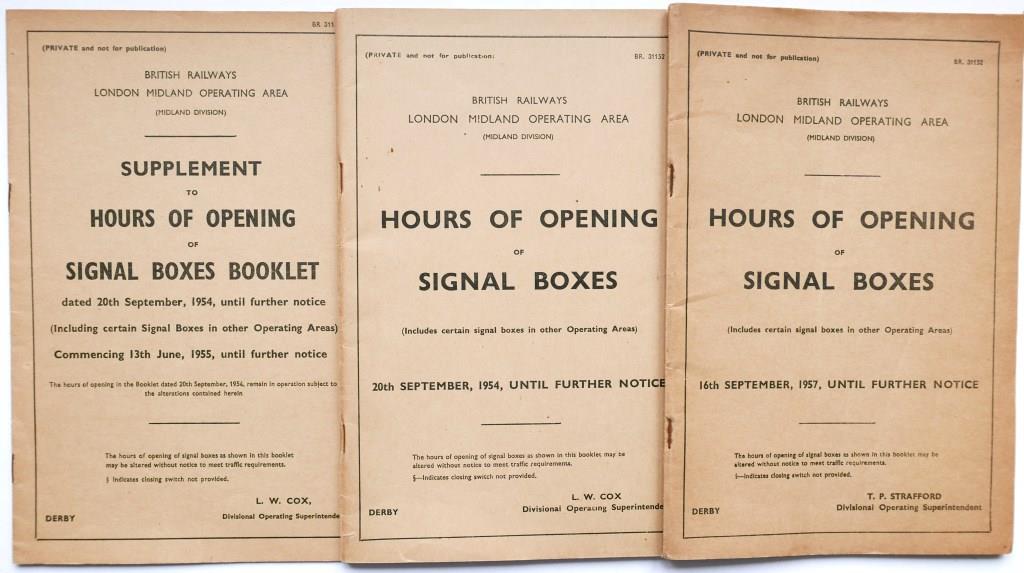 BR. 311
(PRIVATE and not for publication)
BRITISH RAILWAYS
LONDON MIDLAND OPERATING AREA
(MIDLAND DIVISION)
SUPPLEMENT
TO
HOURS OF OPENING
OF
SIGNAL BOXES BOOKLET
dated 20th September, 1954, until further notice
(Including certain Signal Boxes in other Operating Areas)
Commencing 13th June, 1955, until further notice
The hours of opening in the Booklet dated 20th September, 1954, remain in operation subject to
the alterations contained herein
The hours of opening of signal boxes as shown in this booklet
may be altered without notice to meet traffic requirements.
§ Indicates closing switch not provided.
L. W. COX,
DERBY Divisional Operating Superintende
(PRIVATE and not for publication)
BR. 31152
BRITISH RAILWAYS
LONDON MIDLAND OPERATING AREA
(MIDLAND DIVISION)
HOURS OF OPENING
OF
SIGNAL BOXES
(Includes certain signal boxes in other Operating Areas)
20th SEPTEMBER, 1954, UNTIL FURTHER NOTICE
The hours of opening of signal boxes as shown in this booklet may be
altered without notice to meet traffic requirements.
§—Indicates closing switch not provided.
L. W. COX
DERBY Divisional Operating Superintende
(PRIVATE and not for publication)
BR. 31152
BRITISH RAILWAYS
LONDON MIDLAND OPERATING AREA
(MIDLAND DIVISION)
HOURS OF OPENING
OF
SIGNAL BOXES
(Includes certain signal boxes in other Operating Areas)
16th SEPTEMBER, 1957, UNTIL FURTHER NOTICE
The hours of opening of signal boxes as shown in this booklet may be
altered without notice to meet traffic requirements.
§—Indicates closing switch not provided.
T. P. STRAFFORD
DERBY Divisional Operating Superintendent